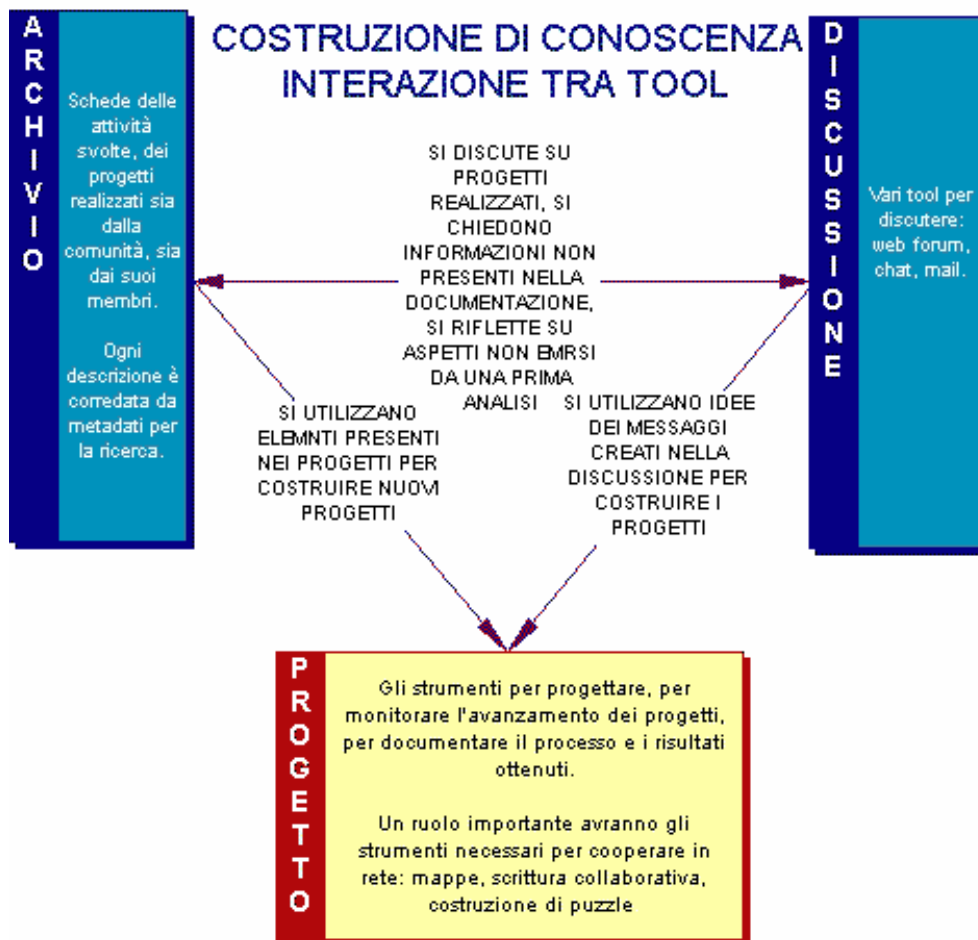 COSTRUZIONE DI CONOSCENZA
INTERAZIONE TRA TOOL
ARCHIVIO
Schede delle
attività
svolte, dei
progetti
realizzati sia
dalla
comunità, sia
dai suoi
membri.
Ogni
descrizione è
corredata da
metadati per
la ricerca.
SI DISCUTE SU
PROGETTI
REALIZZATI, SI
CHIEDONO
INFORMAZIONI NON
PRESENTI NELLA
DOCUMENTAZIONE,
SI RIFLETTE SU
ASPETTI NON EMRSI
DA UNA PRIMA
ANALISI
DISCUSSIONE
Vari tool per
discutere:
web forum,
chat, mail.
SI UTILIZZANO
ELEMNTI PRESENTI
NEI PROGETTI PER
COSTRUIRE NUOVI
PROGETTI
SI UTILIZZANO IDEE
DEI MESSAGGI
CREATI NELLA
DISCUSSIONE PER
COSTRUIRE I
PROGETTI
PROGETTO
Gli strumenti per progettare, per
monitorare l'avanzamento dei progetti,
per documentare il processo e i risultati
ottenuti.
Un ruolo importante avranno gli
strumenti necessari per cooperare in
rete: mappe, scrittura collaborativa,
costruzione di puzzle